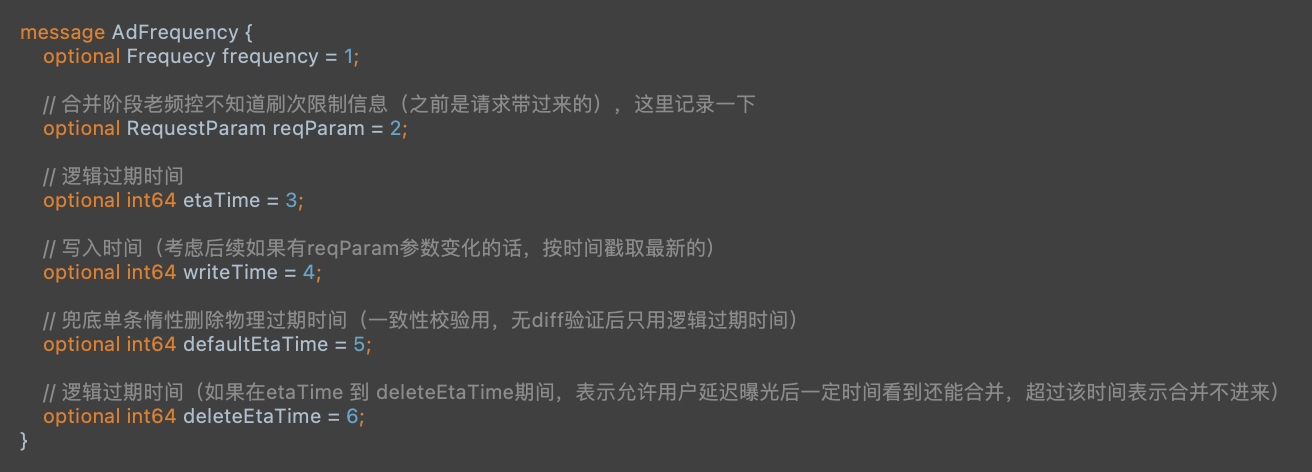 message AdFrequency {
optional Frequecy frequency = 1;
// 合并阶段老频控不知道刷次限制信息（之前是请求带过来的），这里记录一下
optional RequestParam reqParam = 2;
// 逻辑过期时间
optional int64 etaTime = 3;
// 写入时间（考虑后续如果有reqParam参数变化的话，按时间戳取最新的）
optional int64 writeTime = 4;
// 兜底单条惰性删除物理过期时间（一致性校验用，无diff验证后只用逻辑过期时间）
optional int64 defaultEtaTime = 5;
// 逻辑过期时间（如果在etaTime 到 deleteEtaTime期间，表示允许用户延迟曝光后一定时间看到还能合并，超过该时间表示合并不进来）
optional int64 deleteEtaTime = 6;
}